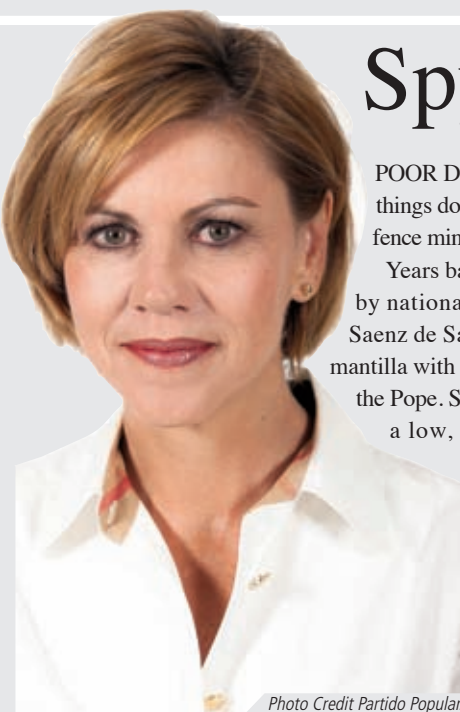 Sp
POOR D
things do
fence min
Years ba
by nationa
Saenz de Sa
mantilla with
the Pope. S
a low,
Photo Credit Partido Popular